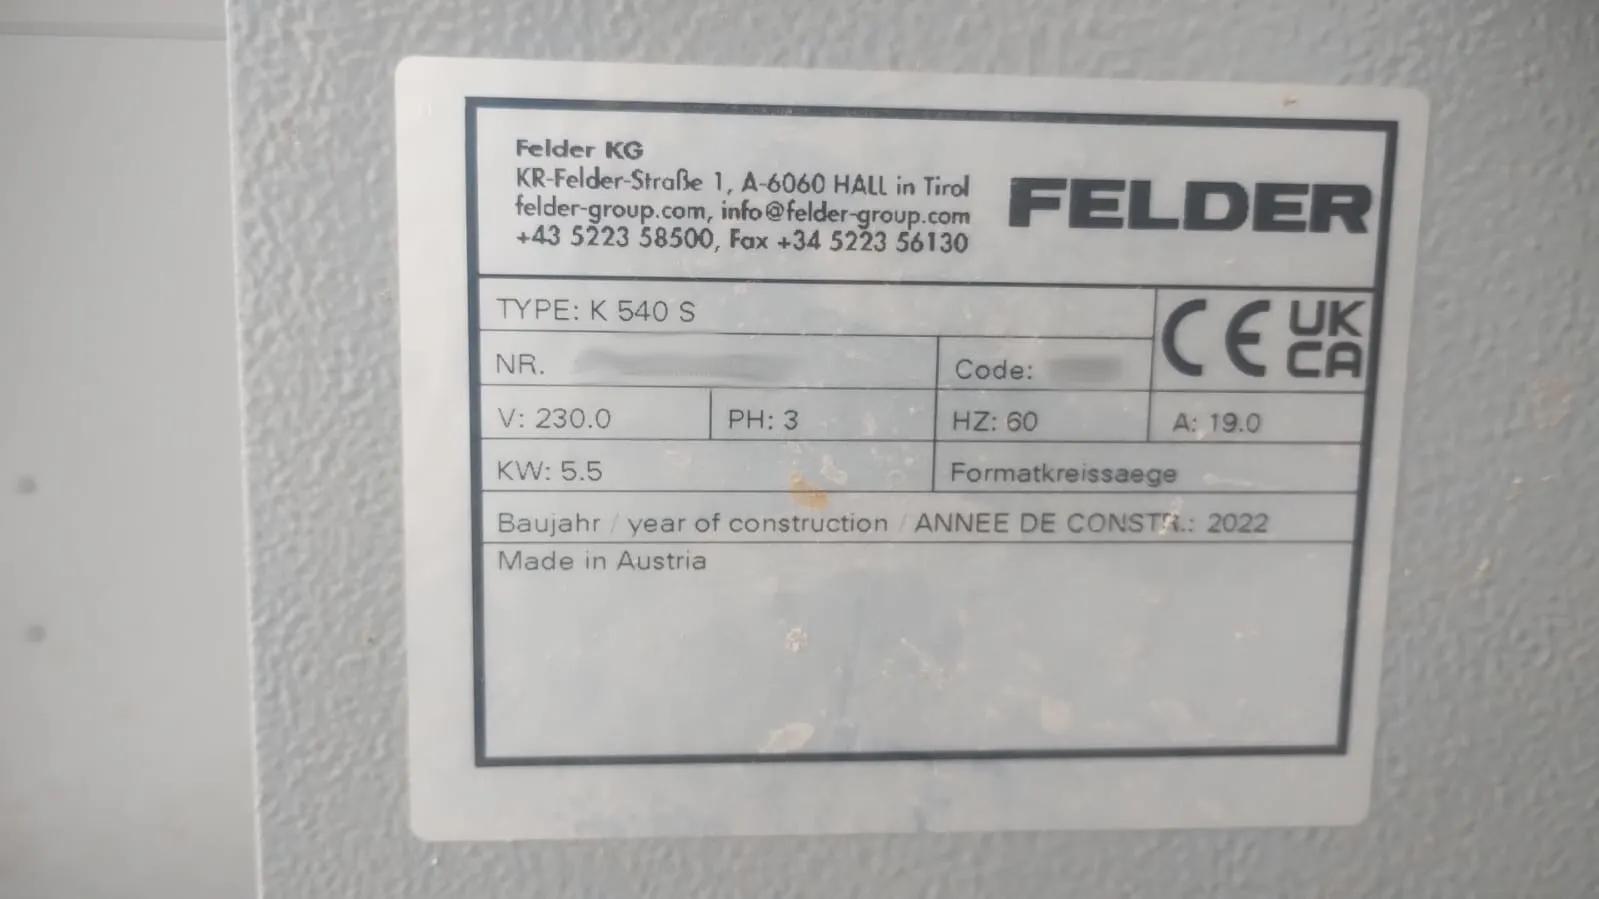 Felder KG
KR-Felder-Straße 1, A-6060 HALL in Tirol
felder-group.com, info@felder-group.com
+43 5223 58500, Fax +34 5223 56130
FELDER
TYPE: K 540 S
CE UK
CA
NR.
Code:
V: 230.0 PH: 3 HZ: 60 A: 19.0
KW: 5.5 Formatkreissaege
Baujahr / year of construction / ANNEE DE CONSTR.: 2022
Made in Austria